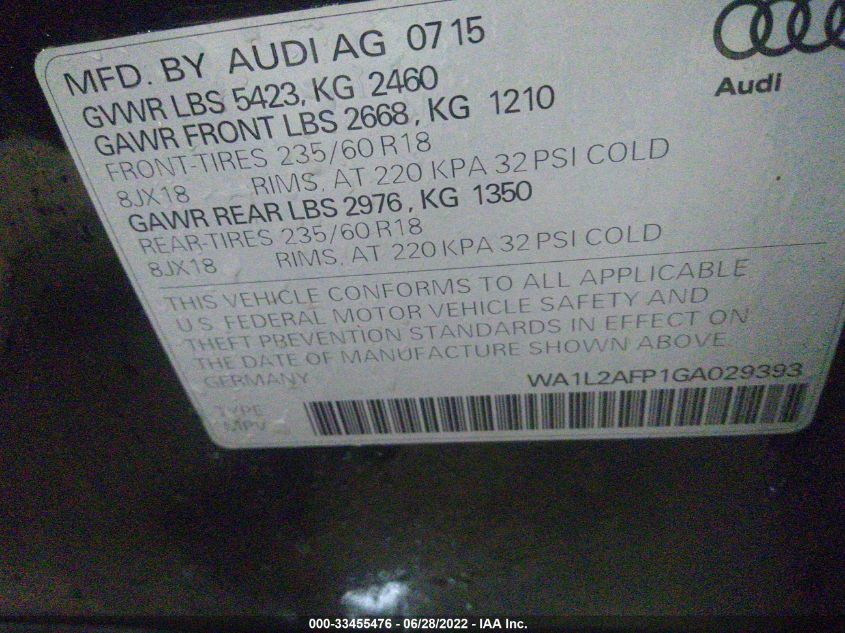 MFD. BY AUDI AG 07 15
Audi
GVWR LBS 5423, KG 2460
GAWR FRONT LBS 2668, KG 1210
FRONT-TIRES 235/60 R18
8JX18 RIMS. AT 220 KPA 32 PSI COLD
GAWR REAR LBS 2976, KG 1350
REAR-TIRES 235/60 R18
8JX18 RIMS. AT 220 KPA 32 PSI COLD
THIS VEHICLE CONFORMS TO ALL APPLICABLE
U.S. FEDERAL MOTOR VEHICLE SAFETY AND
THEFT PREVENTION STANDARDS IN EFFECT ON
THE DATE OF MANUFACTURE SHOWN ABOVE.
GERMANY WA1L2AFP1GA029393
TYPE
MPV
000-33455476 - 06/28/2022 - IAA Inc.